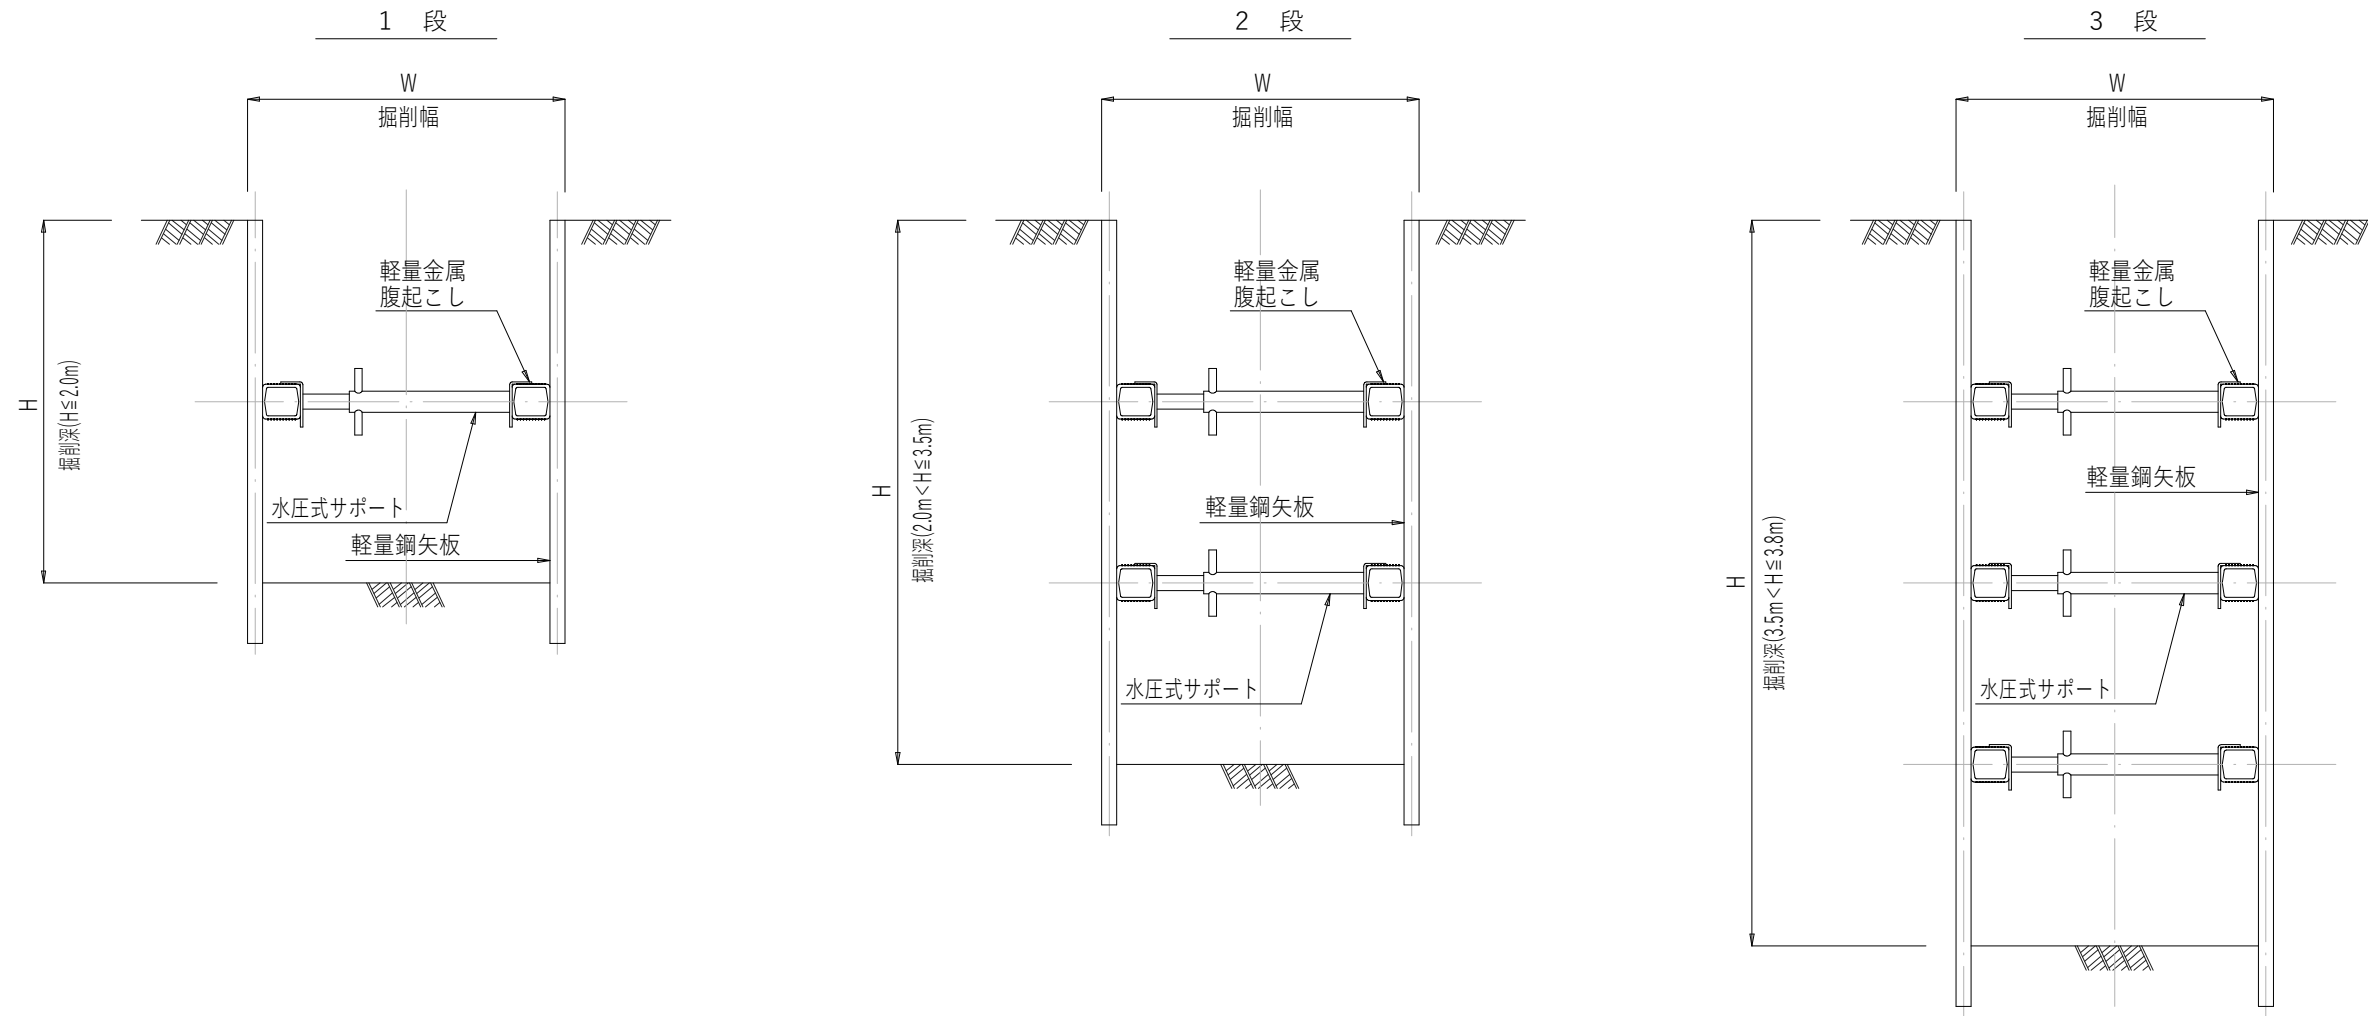 1 段
W
掘削幅
軽量金属
腹起こし
H
掘削深(H≦2.0m)
水圧式サポート
軽量鋼矢板
2 段
W
掘削幅
軽量金属
腹起こし
H
掘削深(2.0m<H≦3.5m)
軽量鋼矢板
水圧式サポート
3 段
W
掘削幅
軽量金属
腹起こし
軽量鋼矢板
H
掘削深(3.5m<H≦3.8m)
水圧式サポート